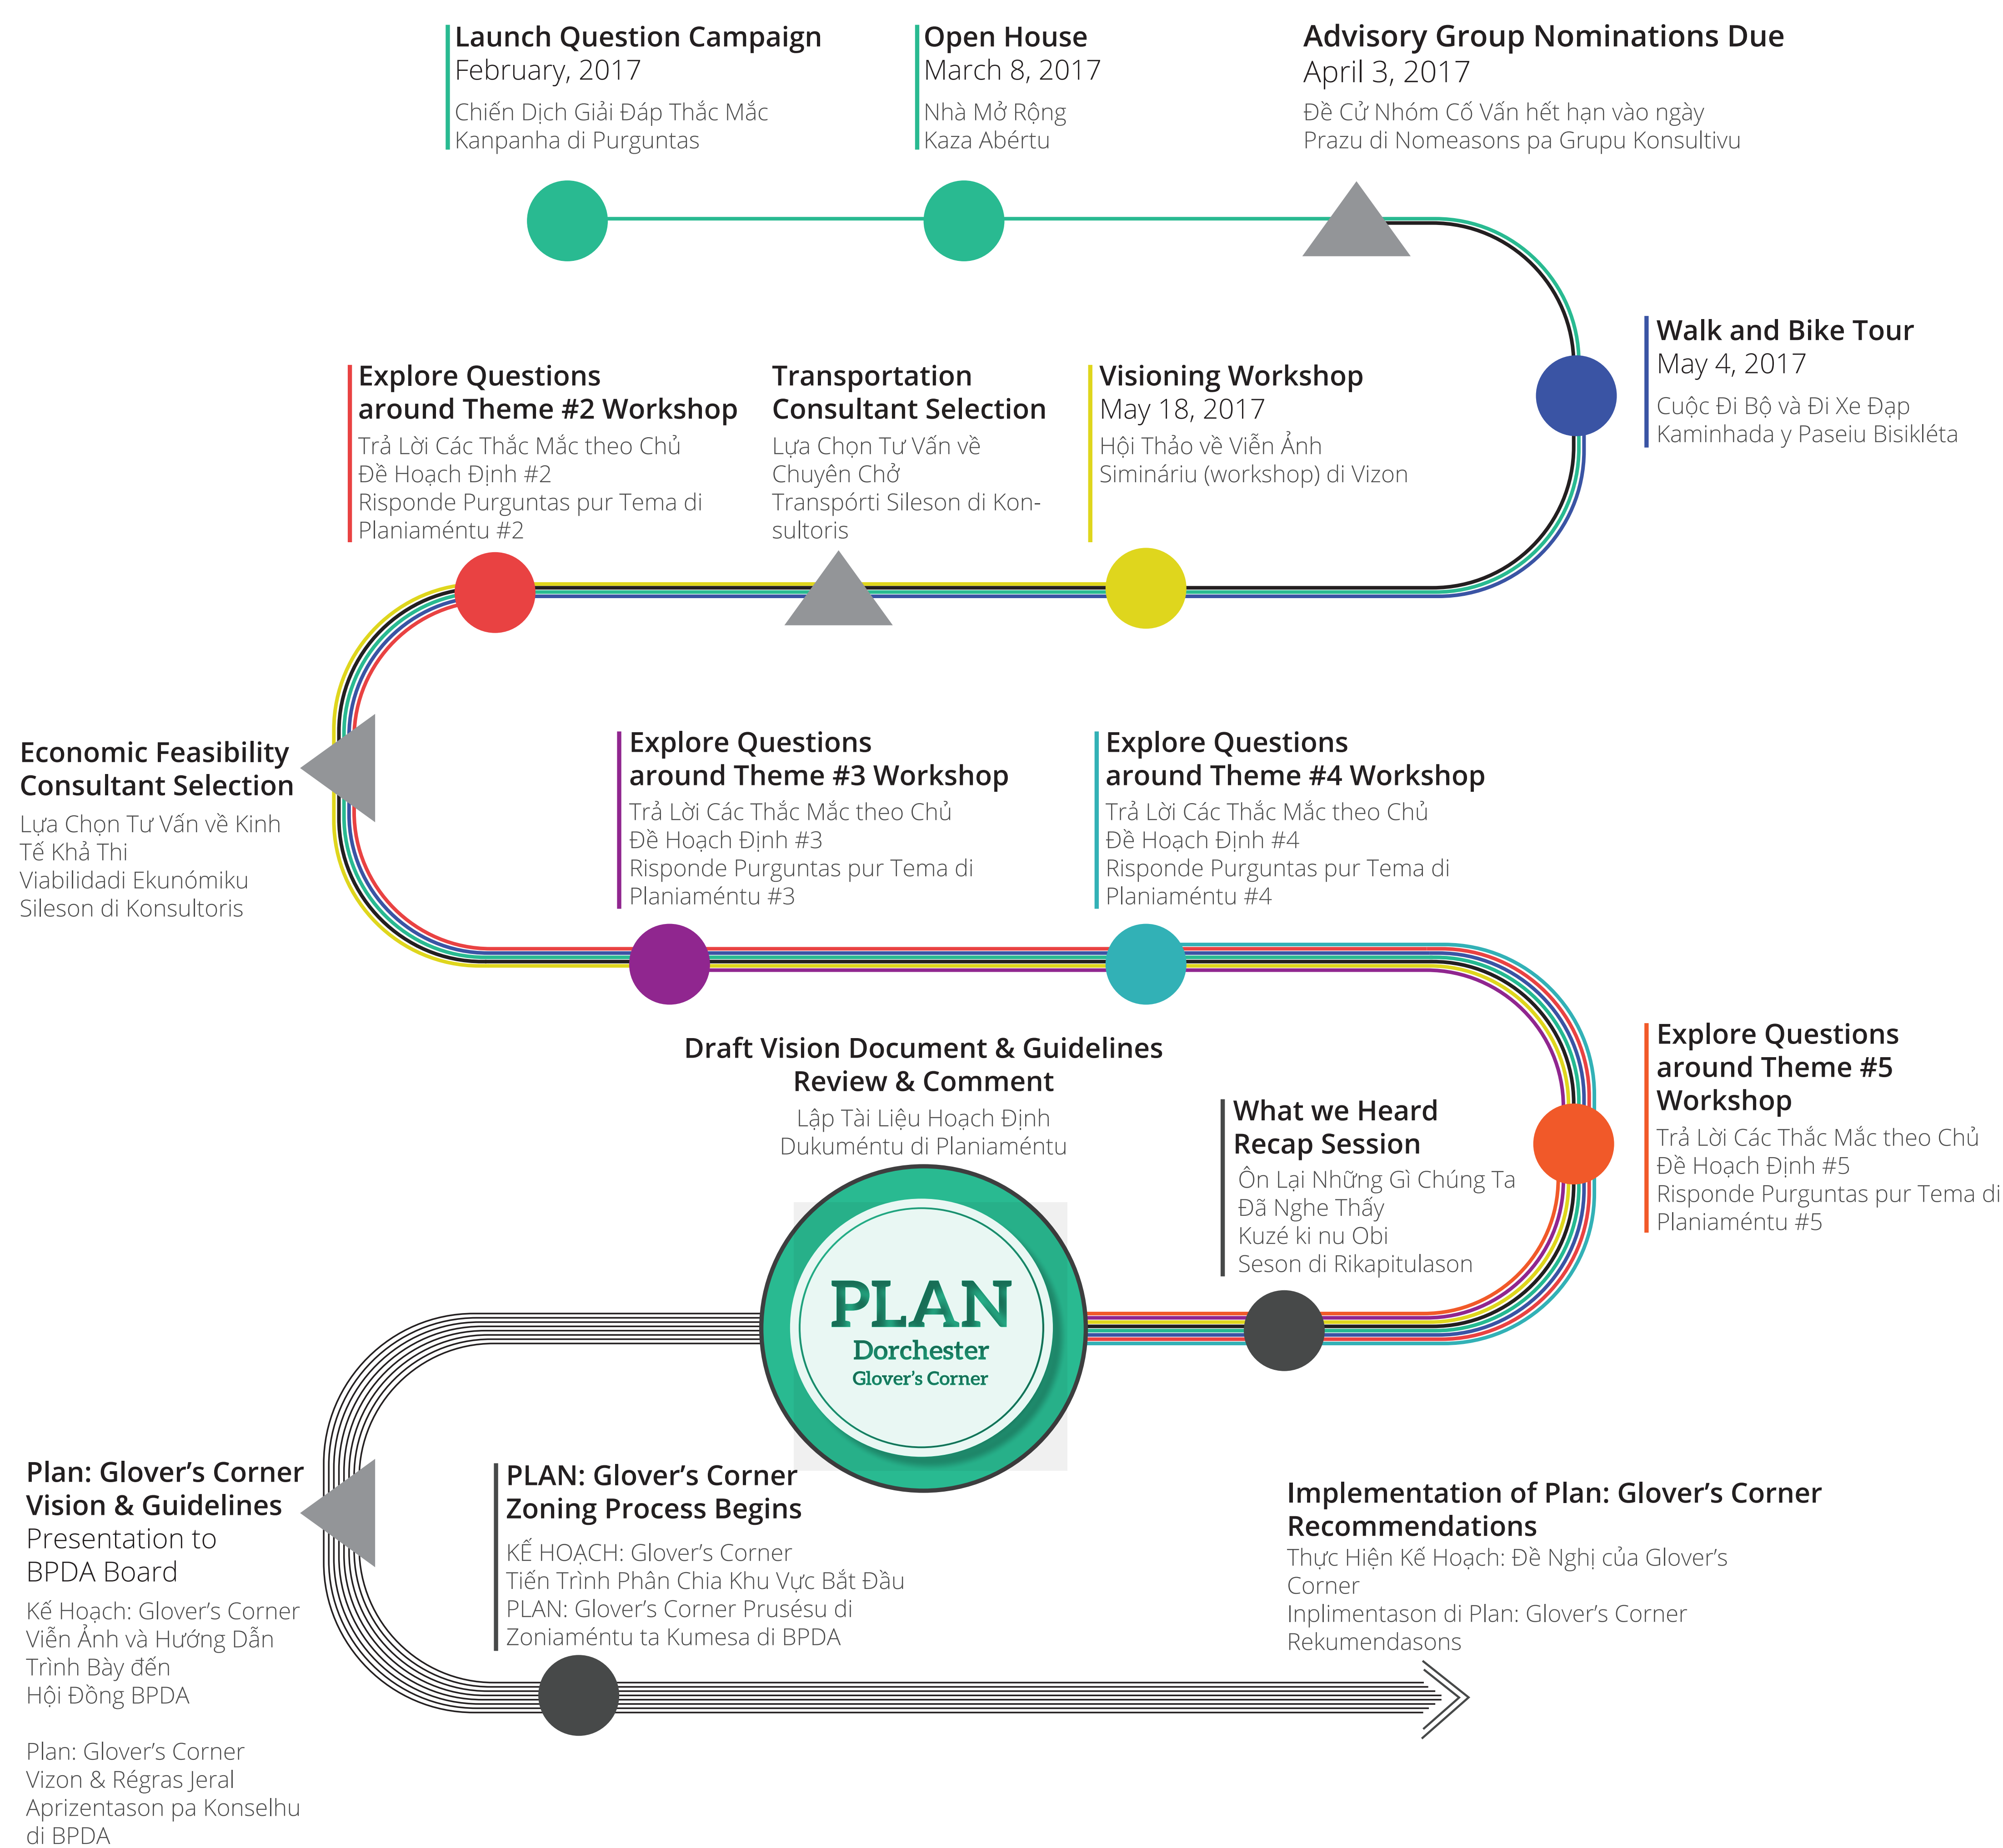 Launch Question Campaign
February, 2017
Chiến Dịch Giải Đáp Thắc Mắc
Kanpanha di Purguntas
Open House
March 8, 2017
Nhà Mở Rộng
Kaza Abértu
Advisory Group Nominations Due
April 3, 2017
Đề Cử Nhóm Cố Vấn hết hạn vào ngày
Prazu di Nomeasons pa Grupu Konsultivu
Walk and Bike Tour
May 4, 2017
Cuộc Đi Bộ và Đi Xe Đạp
Kaminhada y Paseiu Bisikléta
Visioning Workshop
May 18, 2017
Hội Thảo về Viễn Ảnh
Simináriu (workshop) di Vizon
Transportation
Consultant Selection
Lựa Chọn Tư Vấn về
Chuyên Chở
Transpórti Sileson di Kon-
sultoris
Explore Questions
around Theme #2 Workshop
Trả Lời Các Thắc Mắc theo Chủ
Đề Hoạch Định #2
Risponde Purguntas pur Tema di
Planiaméntu #2
Economic Feasibility
Consultant Selection
Lựa Chọn Tư Vấn về Kinh
Tế Khả Thi
Viabilidadi Ekunómiku
Sileson di Konsultoris
Explore Questions
around Theme #3 Workshop
Trả Lời Các Thắc Mắc theo Chủ
Đề Hoạch Định #3
Risponde Purguntas pur Tema di
Planiaméntu #3
Explore Questions
around Theme #4 Workshop
Trả Lời Các Thắc Mắc theo Chủ
Đề Hoạch Định #4
Risponde Purguntas pur Tema di
Planiaméntu #4
Explore Questions
around Theme #5
Workshop
Trả Lời Các Thắc Mắc theo Chủ
Đề Hoạch Định #5
Risponde Purguntas pur Tema di
Planiaméntu #5
What we Heard
Recap Session
Ôn Lại Những Gì Chúng Ta
Đã Nghe Thấy
Kuzé ki nu Obi
Seson di Rikapitulason
Draft Vision Document & Guidelines
Review & Comment
Lập Tài Liệu Hoạch Định
Dukuméntu di Planiaméntu
PLAN
Dorchester
Glover's Corner
Plan: Glover's Corner
Vision & Guidelines
Presentation to
BPDA Board
Kế Hoạch: Glover's Corner
Viễn Ảnh và Hướng Dẫn
Trình Bày đến
Hội Đồng BPDA
Plan: Glover's Corner
Vizon & Régras Jeral
Aprizentason pa Konselhu
di BPDA
PLAN: Glover's Corner
Zoning Process Begins
KẾ HOẠCH: Glover's Corner
Tiến Trình Phân Chia Khu Vực Bắt Đầu
PLAN: Glover's Corner Prusésu di
Zoniaméntu ta Kumesa di BPDA
Implementation of Plan: Glover's Corner
Recommendations
Thực Hiện Kế Hoạch: Đề Nghị của Glover's
Corner
Inplimentason di Plan: Glover's Corner
Rekumendasons